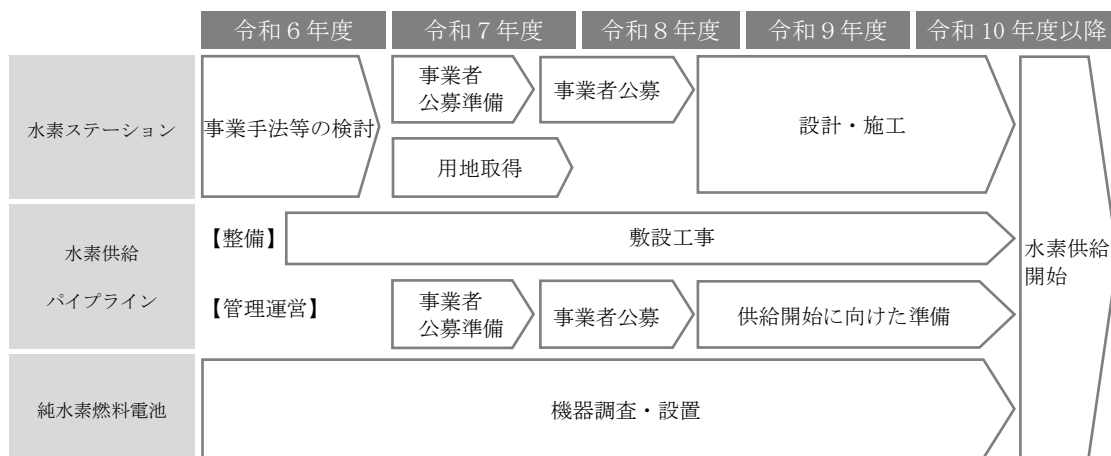 令和６年度
令和７年度
令和８年度
令和９年度
令和 10 年度以降
水素ステーション
事業手法等の検討
事業者
公募準備
事業者公募
用地取得
設計・施工
水素供給
パイプライン
【整備】
敷設工事
【管理運営】
事業者
公募準備
事業者公募
供給開始に向けた準備
純水素燃料電池
機器調査・設置
水素供給
開始